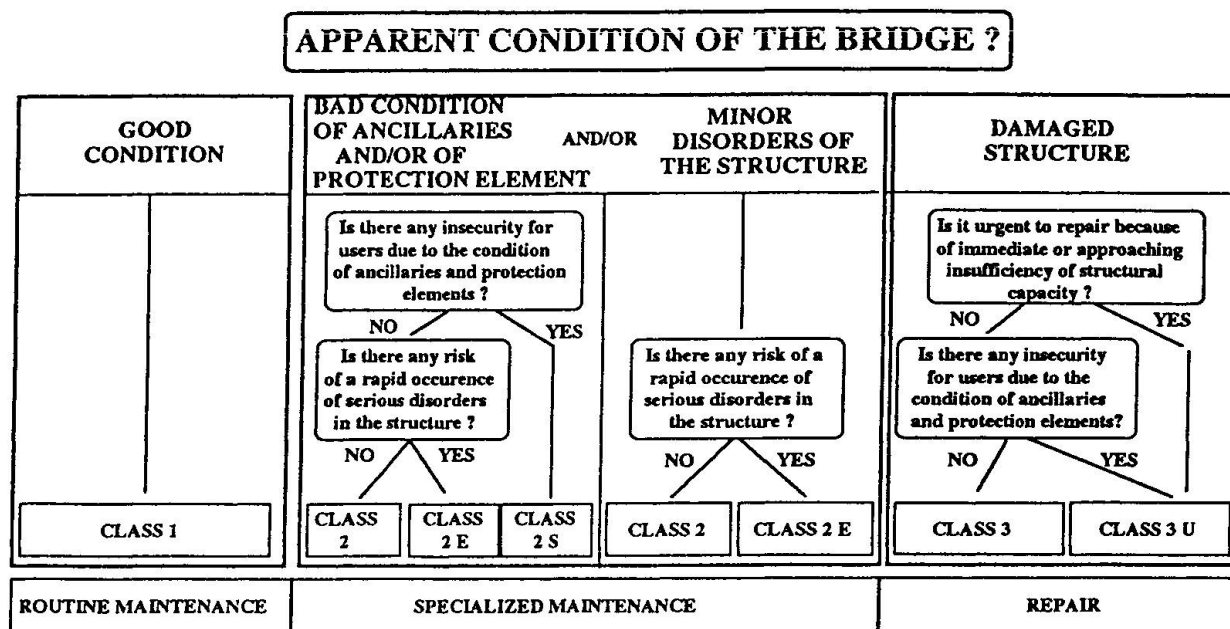 APPARENT CONDITION OF THE BRIDGE ?
GOOD
CONDITION
BAD CONDITION
OF ANCILLARIES
AND/OR OF
PROTECTION ELEMENT
AND/OR
MINOR
DISORDERS OF
THE STRUCTURE
DAMAGED
STRUCTURE
Is there any insecurity for
users due to the condition
of ancillaries and protection
elements ?
NO
YES
Is there any risk
of a rapid occurence
of serious disorders
in the structure ?
NO
YES
Is there any risk of a
rapid occurence of
serious disorders in
the structure ?
NO
YES
Is it urgent to repair because
of immediate or approaching
insufficiency of structural
capacity ?
NO
YES
Is there any insecurity
for users due to the
condition of ancillaries
and protection elements?
NO
YES
CLASS 1
CLASS
2
CLASS
2 E
CLASS
2 S
CLASS 2
CLASS 2 E
CLASS 3
CLASS 3 U
ROUTINE MAINTENANCE
SPECIALIZED MAINTENANCE
REPAIR